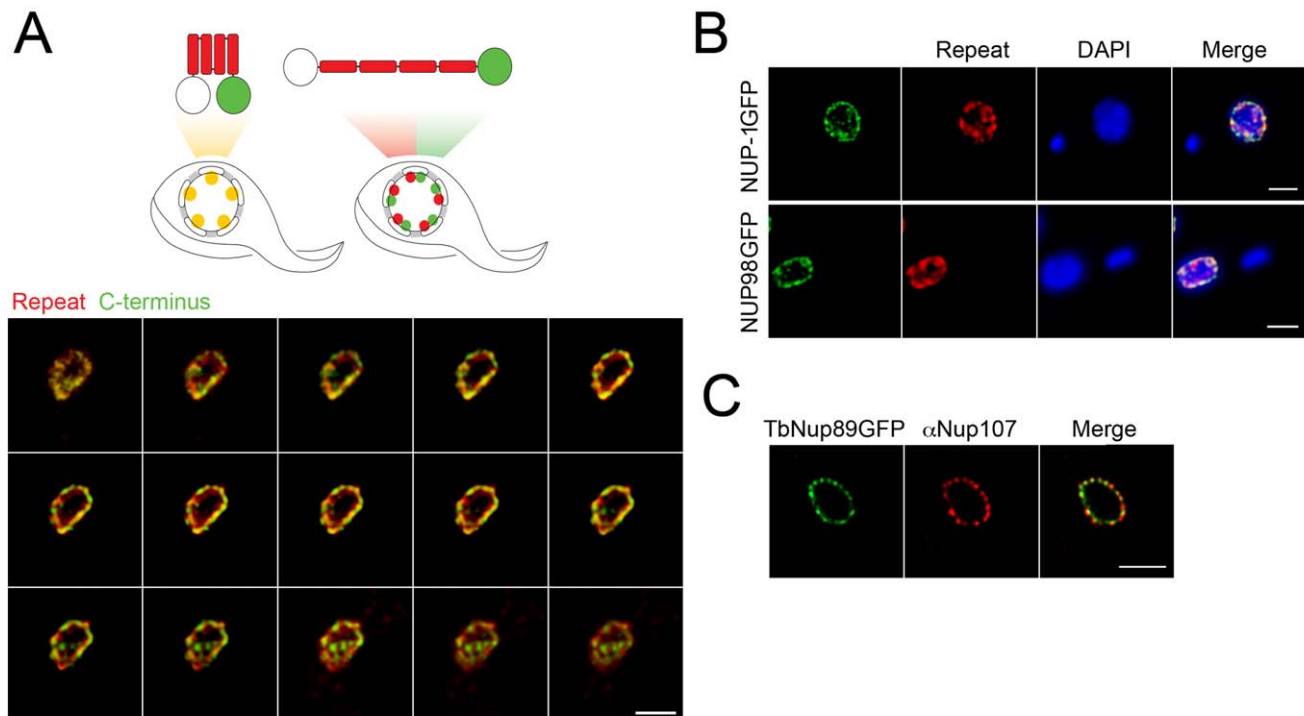 A
Repeat C-terminus
B
Repeat DAPI Merge
NUP-1GFP
NUP98GFP
C
TbNup89GFP αNup107 Merge